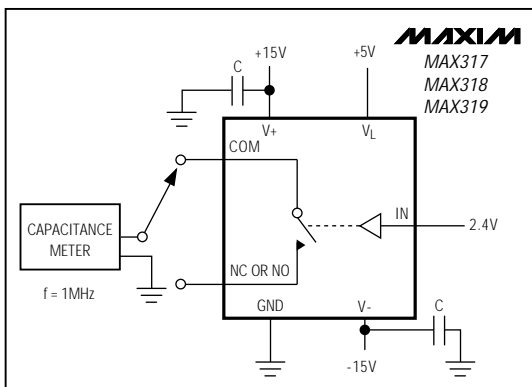 MAXIM
MAX317
MAX318
MAX319
+15V
+5V
C
V+
VL
COM
IN
2.4V
CAPACITANCE
METER
NC OR NO
f = 1MHz
GND
V-
C
-15V